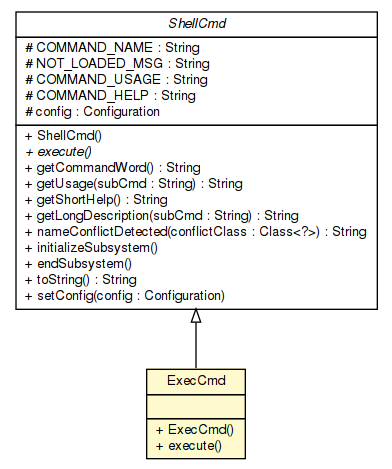 ShellCmd
# COMMAND_NAME : String
# NOT_LOADED_MSG : String
# COMMAND_USAGE : String
# COMMAND_HELP : String
# config : Configuration
+ ShellCmd()
+ execute()
+ getCommandWord() : String
+ getUsage(subCmd : String) : String
+ getShortHelp() : String
+ getLongDescription(subCmd : String) : String
+ nameConflictDetected(conflictClass : Class<?>) : String
+ initializeSubsystem()
+ endSubsystem()
+ toString() : String
+ setConfig(config : Configuration)
ExecCmd
+ ExecCmd()
+ execute()